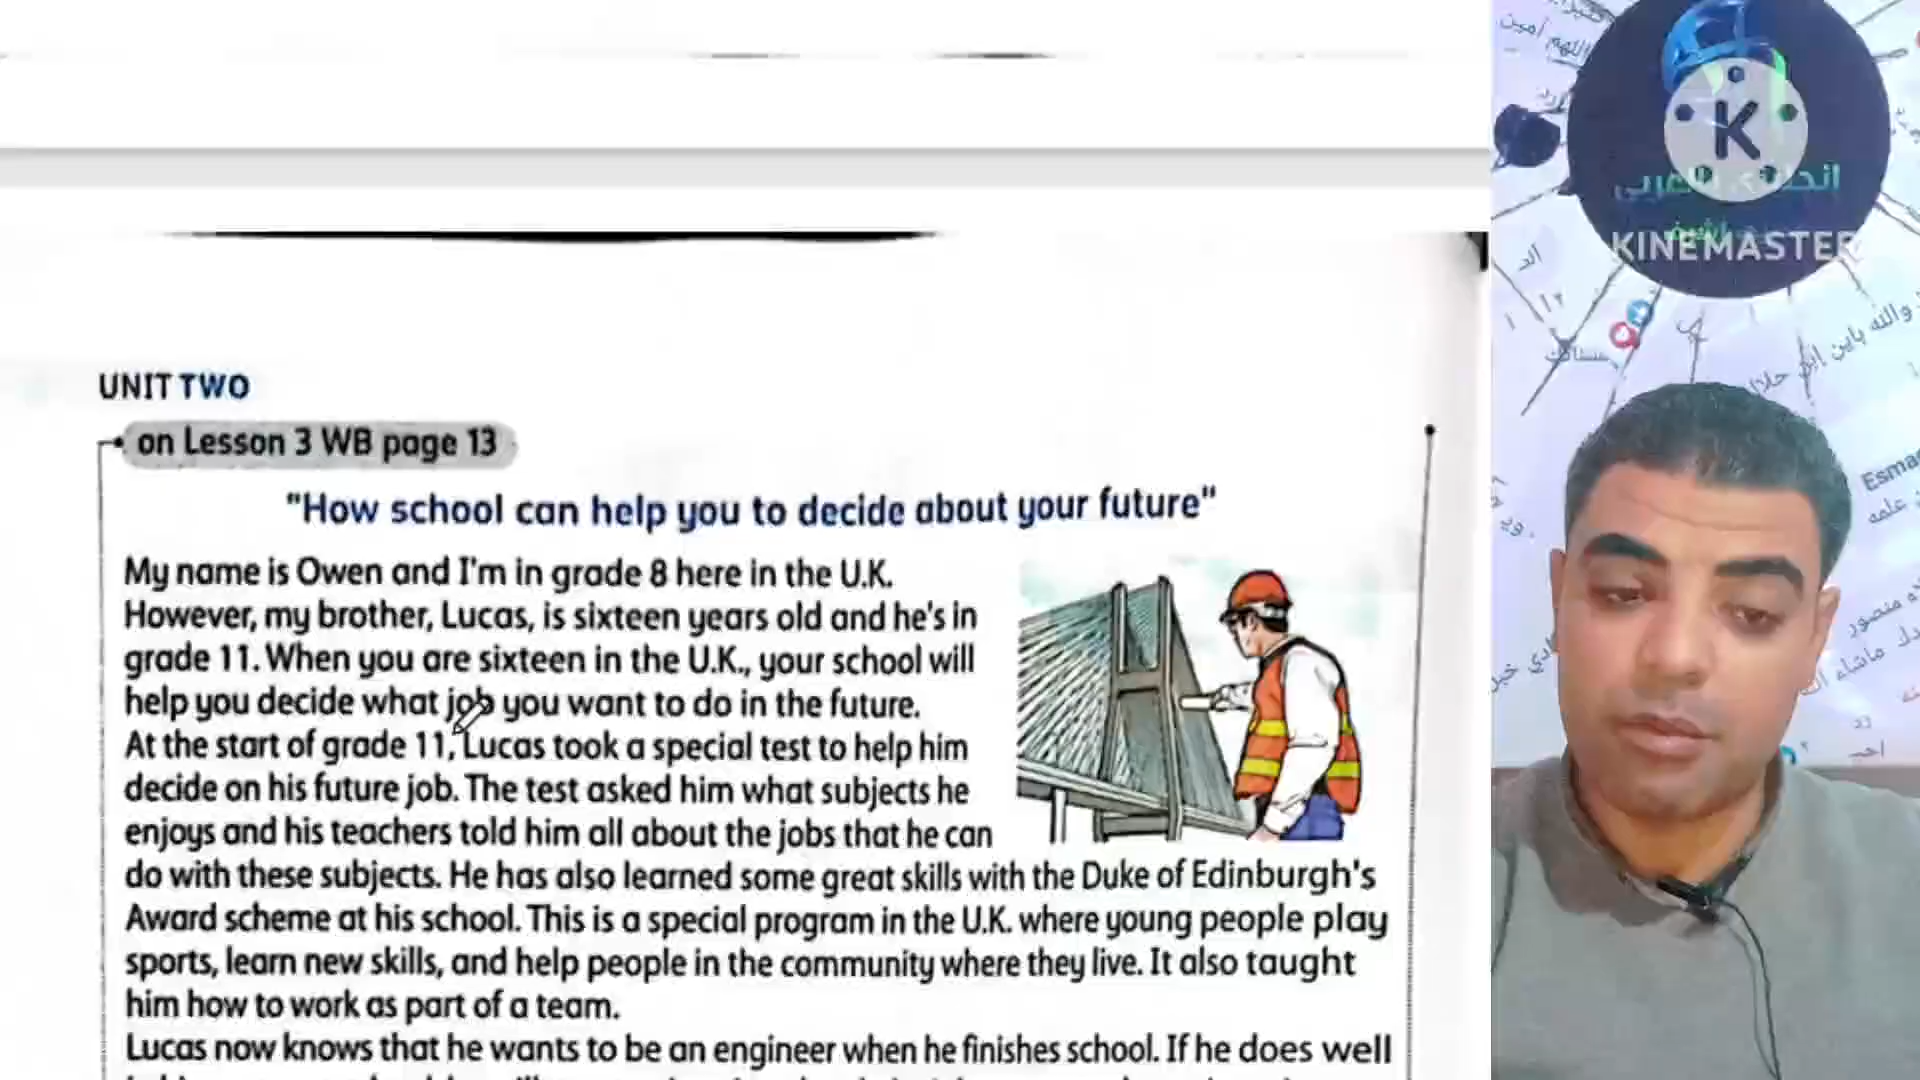 UNIT TWO
on Lesson 3 WB page 13
"How school can help you to decide about your future"
My name is Owen and I'm in grade 8 here in the U.K.
However, my brother, Lucas, is sixteen years old and he's in
grade 11. When you are sixteen in the U.K., your school will
help you decide what job you want to do in the future.
At the start of grade 11, Lucas took a special test to help him
decide on his future job. The test asked him what subjects he
enjoys and his teachers told him all about the jobs that he can
do with these subjects. He has also learned some great skills with the Duke of Edinburgh's
Award scheme at his school. This is a special program in the U.K. where young people play
sports, learn new skills, and help people in the community where they live. It also taught
him how to work as part of a team.
Lucas now knows that he wants to be an engineer when he finishes school. If he does well
اللهم أمين
K
KINEMASTER
والله باين ابن حلال
منصور
احمد